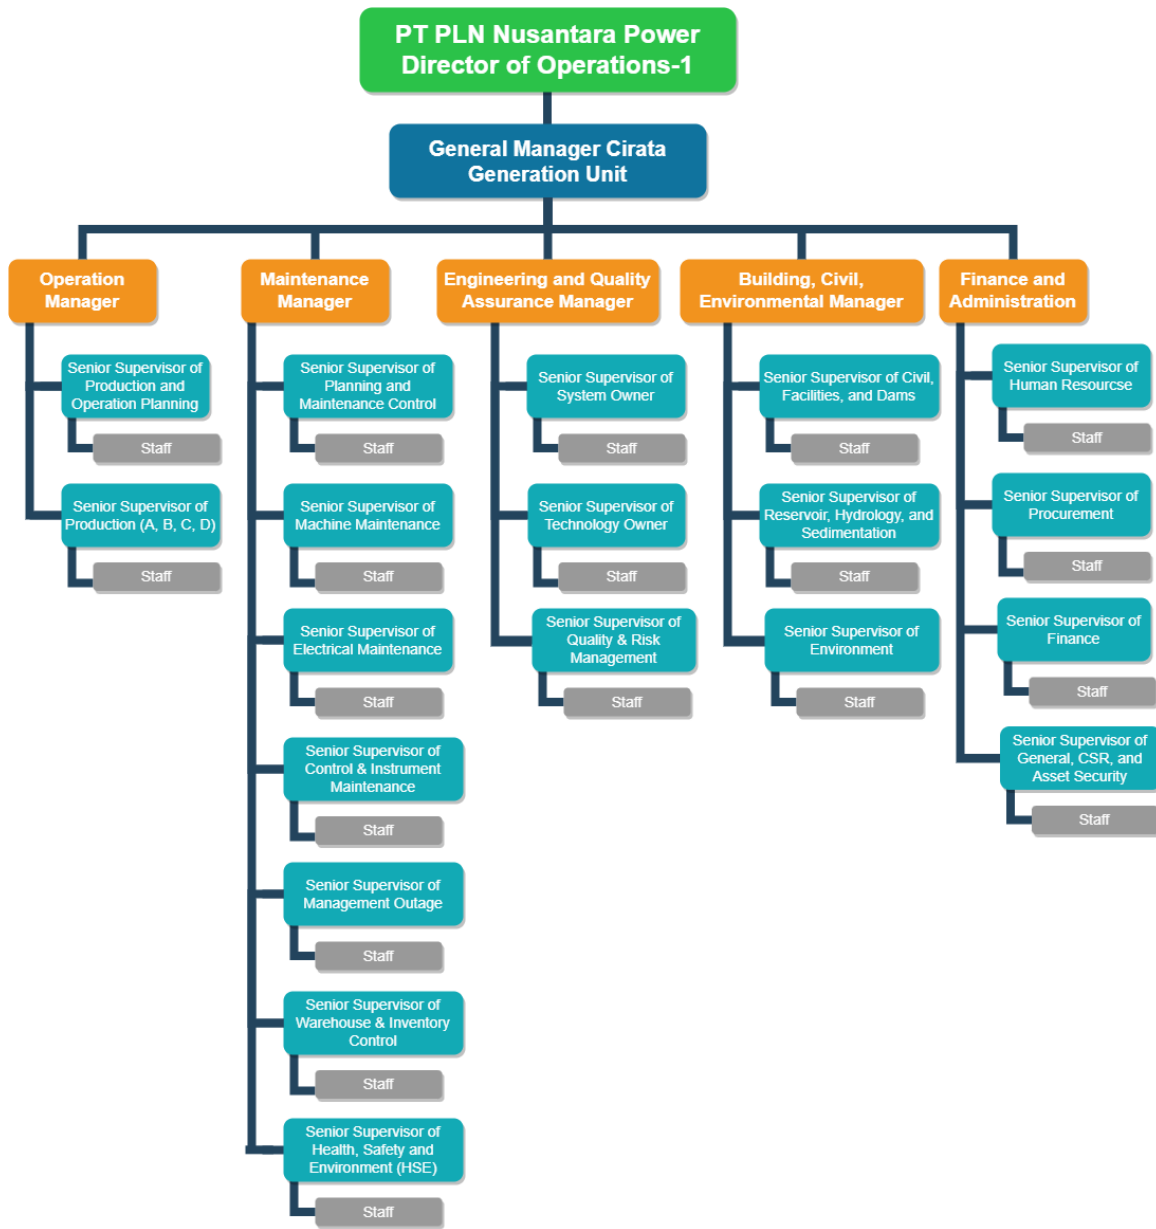 PT PLN Nusantara Power
Director of Operations-1
General Manager Cirata
Generation Unit
Operation
Manager
Senior Supervisor of
Production and
Operation Planning
Staff
Senior Supervisor of
Production (A, B, C, D)
Staff
Maintenance
Manager
Senior Supervisor of
Planning and
Maintenance Control
Staff
Senior Supervisor of
Machine Maintenance
Staff
Senior Supervisor of
Electrical Maintenance
Staff
Senior Supervisor of
Control & Instrument
Maintenance
Staff
Senior Supervisor of
Management Outage
Staff
Senior Supervisor of
Warehouse & Inventory
Control
Staff
Senior Supervisor of
Health, Safety and
Environment (HSE)
Staff
Engineering and Quality
Assurance Manager
Senior Supervisor of
System Owner
Staff
Senior Supervisor of
Technology Owner
Staff
Senior Supervisor of
Quality & Risk
Management
Staff
Building, Civil,
Environmental Manager
Senior Supervisor of Civil,
Facilities, and Dams
Staff
Senior Supervisor of
Reservoir, Hydrology, and
Sedimentation
Staff
Senior Supervisor of
Environment
Staff
Finance and
Administration
Senior Supervisor of
Human Resourcse
Staff
Senior Supervisor of
Procurement
Staff
Senior Supervisor of
Finance
Staff
Senior Supervisor of
General, CSR, and
Asset Security
Staff